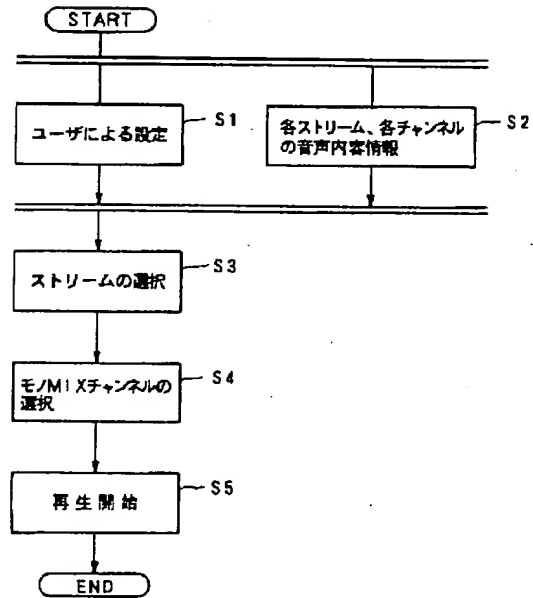 START
ユーザによる設定
S1
各ストリーム、各チャンネル
の音声内容情報
S2
ストリームの選択
S3
モノMIXチャンネルの
選択
S4
再生開始
S5
END